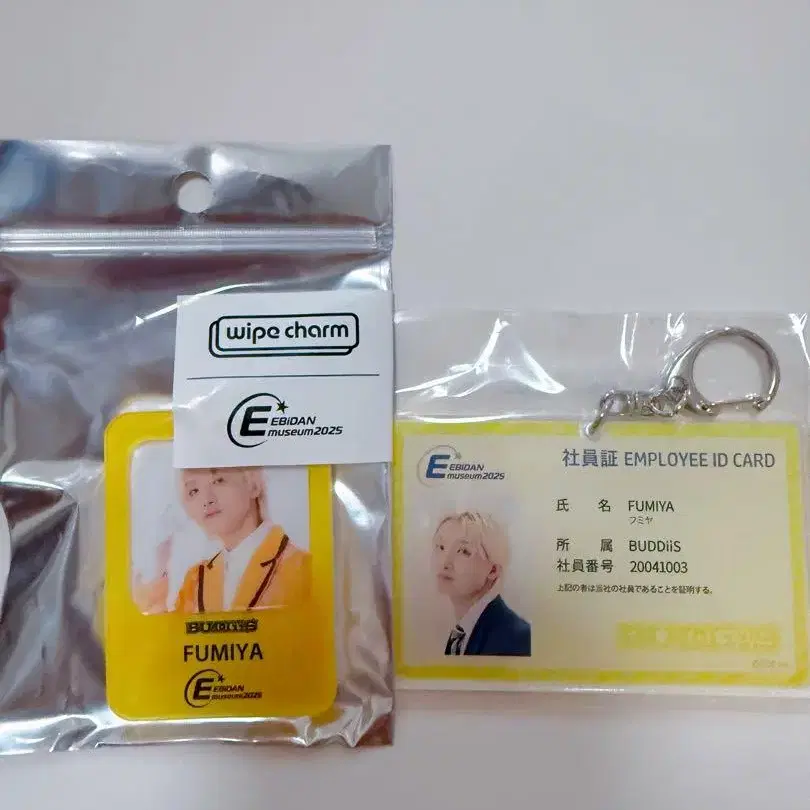 wipe charm
E EBiDAN
museum2025
BUDDiiS
FUMIYA
E EBiDAN
museum2025
E EBiDAN
museum2025
社員証 EMPLOYEE ID CARD
氏 名 FUMIYA
フミヤ
所 属 BUDDiiS
社員番号 20041003
上記の者は当社の社員であることを証明する。